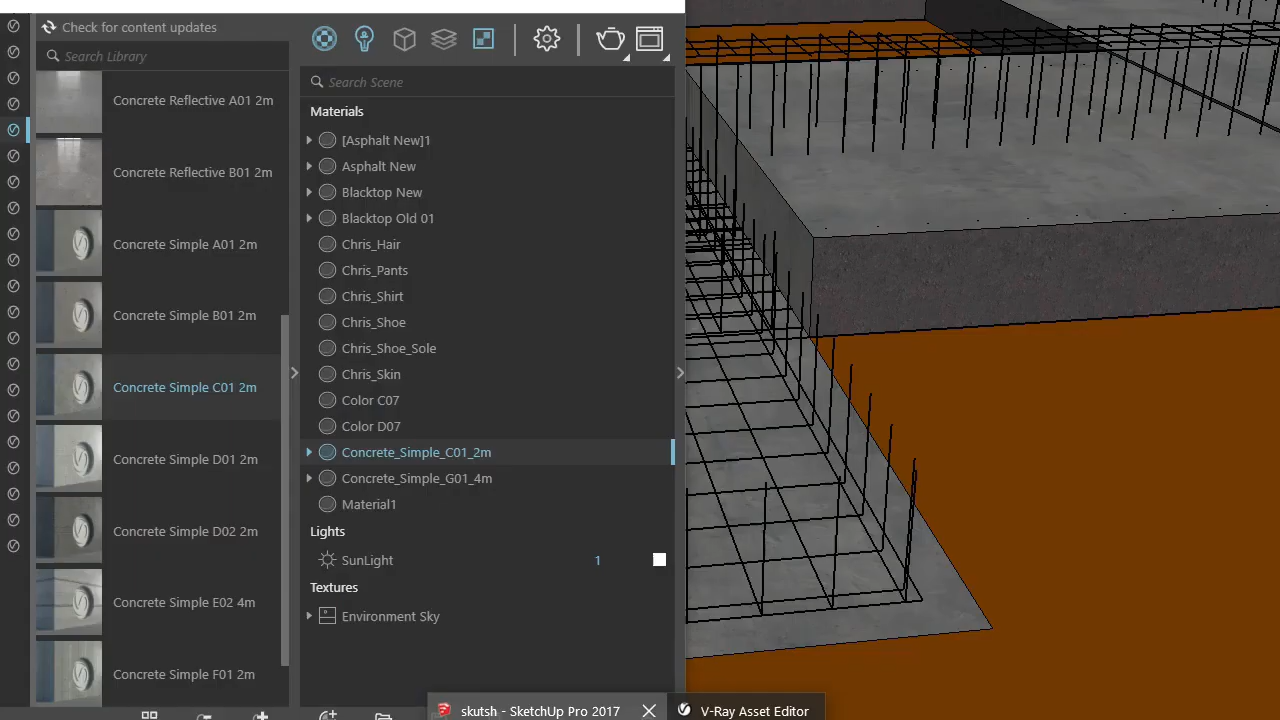 Check for content updates
Search Library
Concrete Reflective A01 2m
Concrete Reflective B01 2m
Concrete Simple A01 2m
Concrete Simple B01 2m
Concrete Simple C01 2m
Concrete Simple D01 2m
Concrete Simple D02 2m
Concrete Simple E02 4m
Concrete Simple F01 2m
Search Scene
Materials
[Asphalt New]1
Asphalt New
Blacktop New
Blacktop Old 01
Chris_Hair
Chris_Pants
Chris_Shirt
Chris_Shoe
Chris_Shoe_Sole
Chris_Skin
Color C07
Color D07
Concrete_Simple_C01_2m
Concrete_Simple_G01_4m
Material1
Lights
SunLight 1
Textures
Environment Sky
skutsh - SketchUp Pro 2017
V-Ray Asset Editor